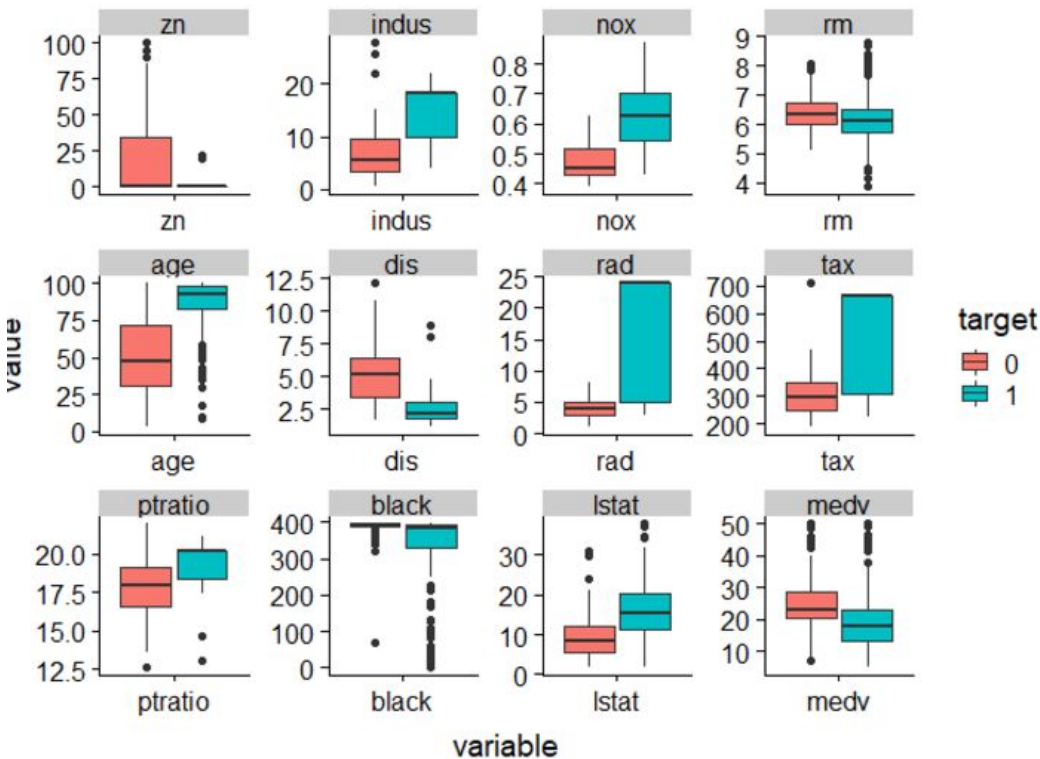 zn indus nox rm
100 75 50 25 0
20 10 0
0.8 0.7 0.6 0.5 0.4
9 8 7 6 5 4
zn indus nox rm
age dis rad tax
100 75 50 25 0
12.5 10.0 7.5 5.0 2.5
25 20 15 10 5 0
700 600 500 400 300 200
age dis rad tax
value
target
0
1
ptratio black lstat medv
20.0 17.5 15.0 12.5
400 300 200 100 0
30 20 10 0
50 40 30 20 10
ptratio black lstat medv
variable